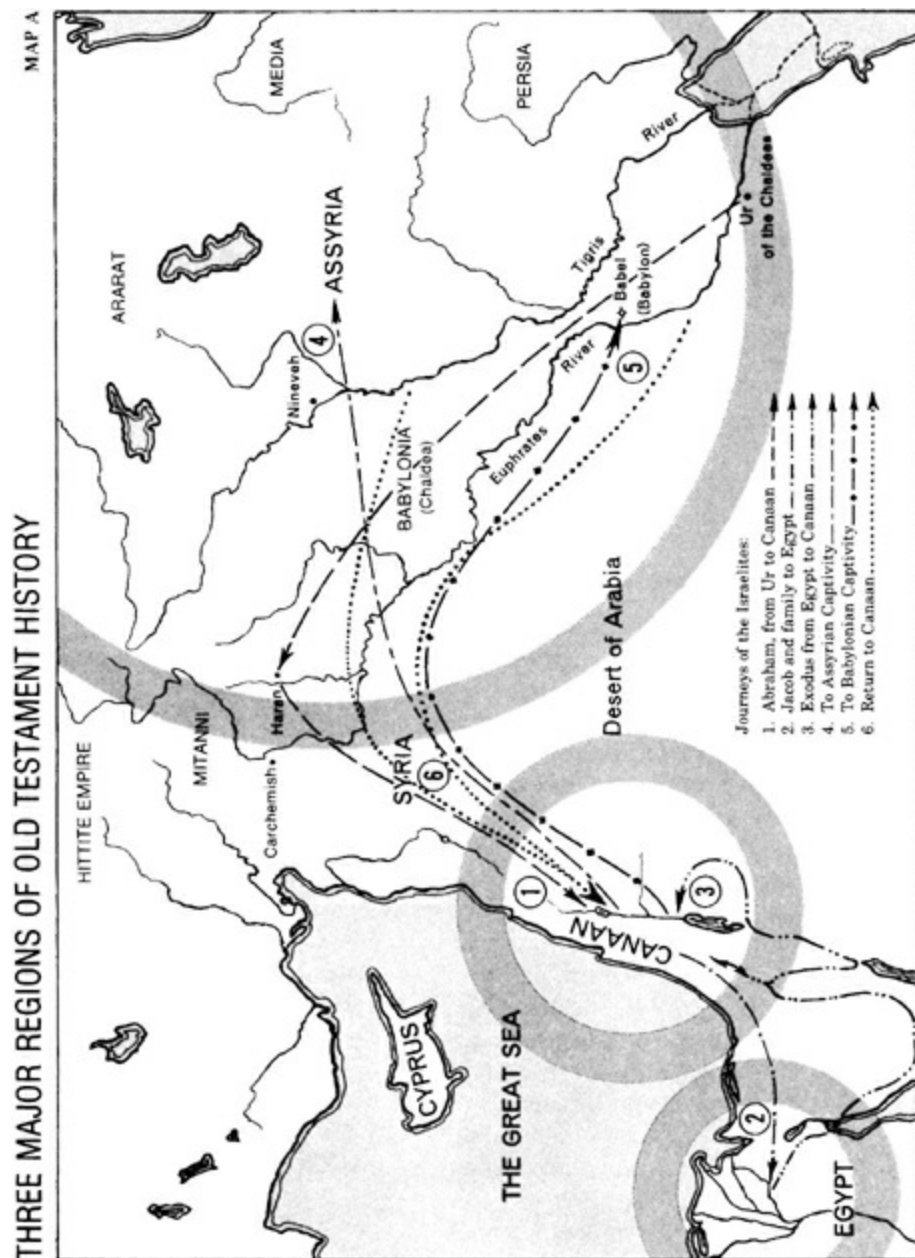 MAP A
THREE MAJOR REGIONS OF OLD TESTAMENT HISTORY
HITTITE EMPIRE
ARARAT
MEDIA
MITANNI
Carchemish
Haran
Nineveh
4
ASSYRIA
PERSIA
CYPRUS
SYRIA
6
BABYLONIA
(Chaldea)
THE GREAT SEA
Euphrates
River
Tigris
River
1
CANAAN
Desert of Arabia
5
Babel
(Babylon)
Ur
of the Chaldees
2
3
EGYPT
Journeys of the Israelites:
1. Abraham, from Ur to Canaan
2. Jacob and family to Egypt
3. Exodus from Egypt to Canaan
4. To Assyrian Captivity
5. To Babylonian Captivity
6. Return to Canaan